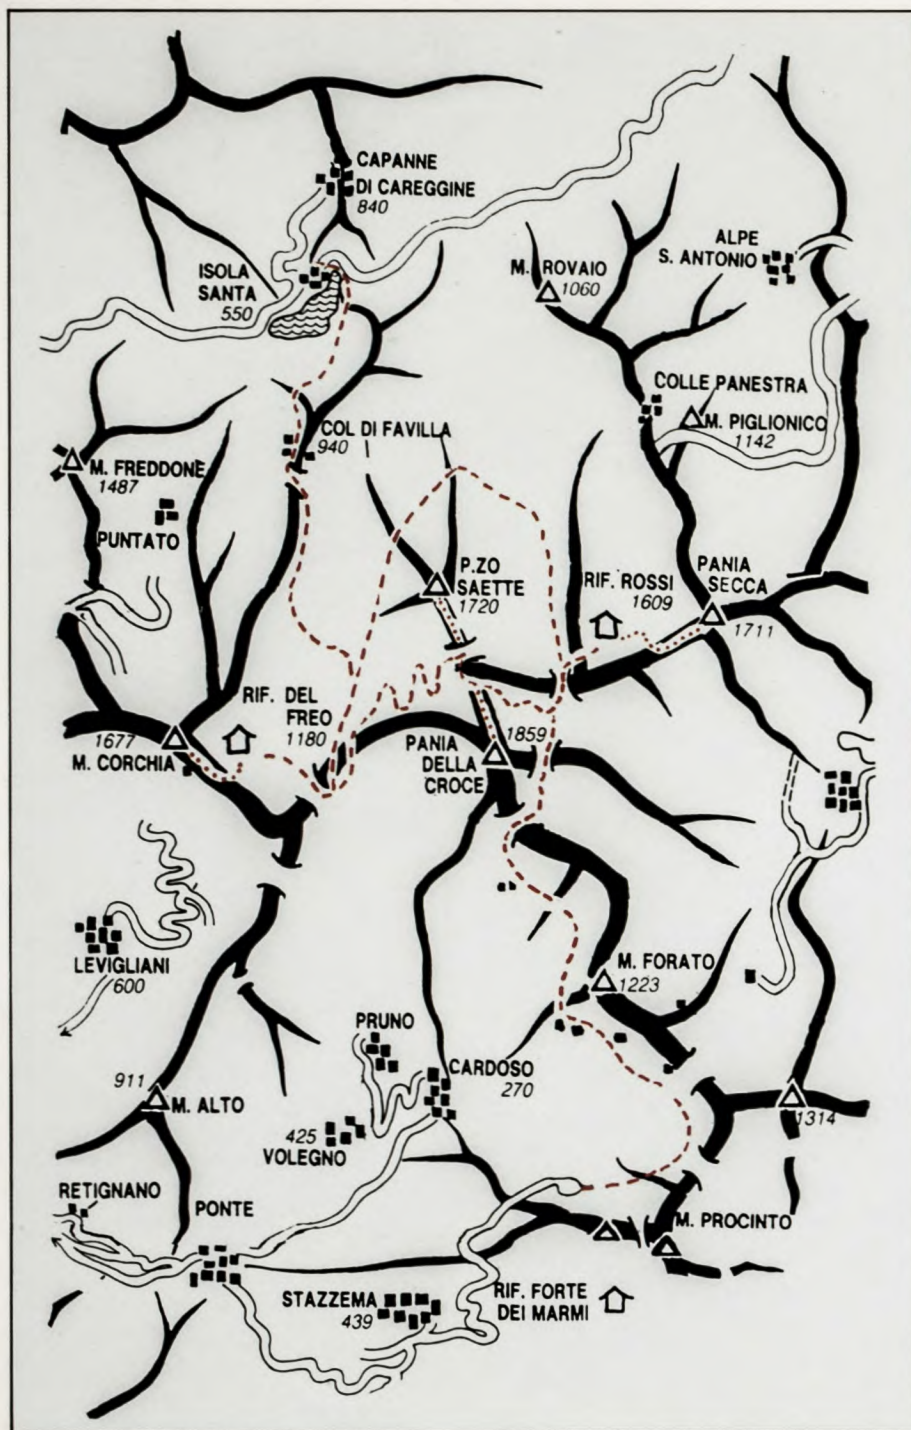 CAPANNE
DI CAREGGINE
840
ISOLA
SANTA
550
ALPE
S. ANTONIO
M. ROVAIO
1060
COLLE PANESTRA
M. PIGLIONICO
1142
COL DI FAVILLA
940
M. FREDDONE
1487
PUNTATO
P.ZO
SAETTE
1720
RIF. ROSSI
1609
PANIA
SECCA
1711
RIF. DEL
FREO
1180
1677
M. CORCHIA
1859
PANIA
DELLA
CROCE
LEVIGLIANI
600
M. FORATO
1223
PRUNO
CARDOSO
270
911
M. ALTO
425
VOLEGNO
1314
RETIGNANO
PONTE
M. PROCINTO
STAZZEMA
439
RIF. FORTE
DEI MARMI